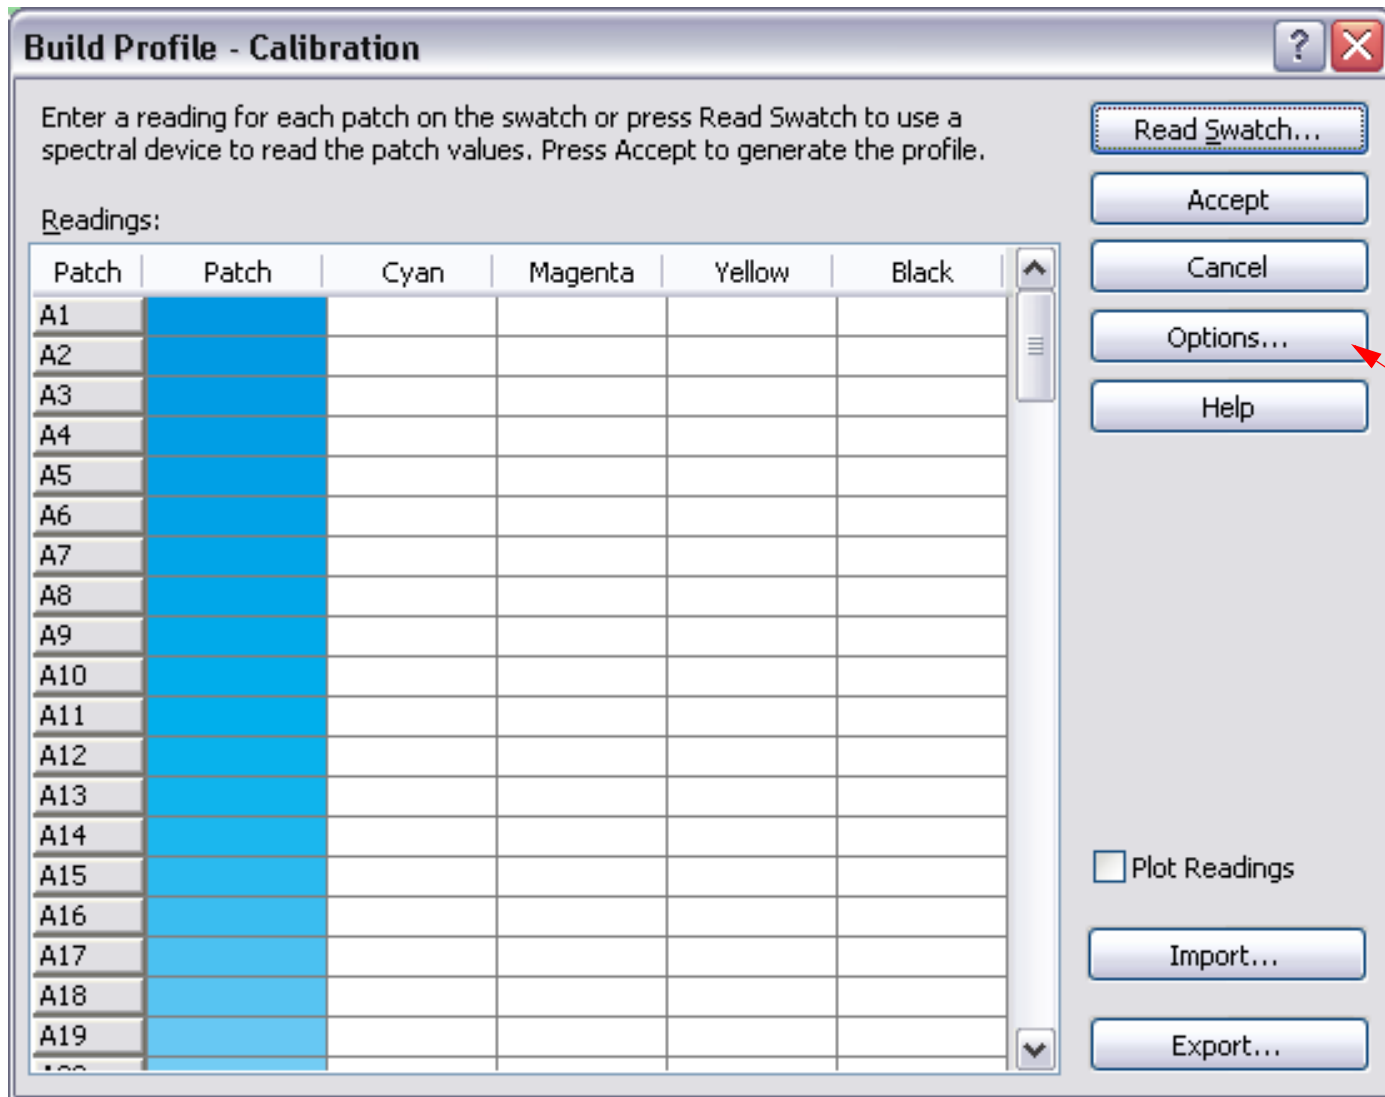 Build Profile - Calibration
?
Enter a reading for each patch on the swatch or press Read Swatch to use a
spectral device to read the patch values. Press Accept to generate the profile.
Read Swatch...
Accept
Cancel
Options...
Help
Readings:
Patch Patch Cyan Magenta Yellow Black
A1
A2
A3
A4
A5
A6
A7
A8
A9
A10
A11
A12
A13
A14
A15
A16
A17
A18
A19
Plot Readings
Import...
Export...